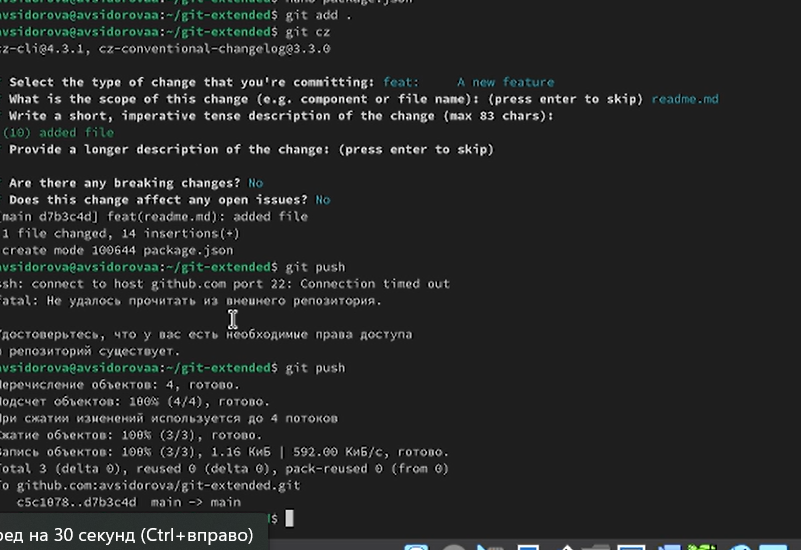 avsidorova@avsidorovaa:~/git-extended$ nano package.json
avsidorova@avsidorovaa:~/git-extended$ git add .
avsidorova@avsidorovaa:~/git-extended$ git cz
cz-cli@4.3.1, cz-conventional-changelog@3.3.0
Select the type of change that you're committing: feat:     A new feature
What is the scope of this change (e.g. component or file name): (press enter to skip) readme.md
Write a short, imperative tense description of the change (max 83 chars):
(10) added file
Provide a longer description of the change: (press enter to skip)
Are there any breaking changes? No
Does this change affect any open issues? No
[main d7b3c4d] feat(readme.md): added file
1 file changed, 14 insertions(+)
create mode 100644 package.json
avsidorova@avsidorovaa:~/git-extended$ git push
ssh: connect to host github.com port 22: Connection timed out
fatal: Не удалось прочитать из внешнего репозитория.
Удостоверьтесь, что у вас есть необходимые права доступа
и репозиторий существует.
avsidorova@avsidorovaa:~/git-extended$ git push
Перечисление объектов: 4, готово.
Подсчет объектов: 100% (4/4), готово.
При сжатии изменений используется до 4 потоков
Сжатие объектов: 100% (3/3), готово.
Запись объектов: 100% (3/3), 1.16 КиБ | 592.00 КиБ/с, готово.
Total 3 (delta 0), reused 0 (delta 0), pack-reused 0 (from 0)
To github.com:avsidorova/git-extended.git
c5c1078..d7b3c4d  main -> main
$
ред на 30 секунд (Ctrl+вправо)